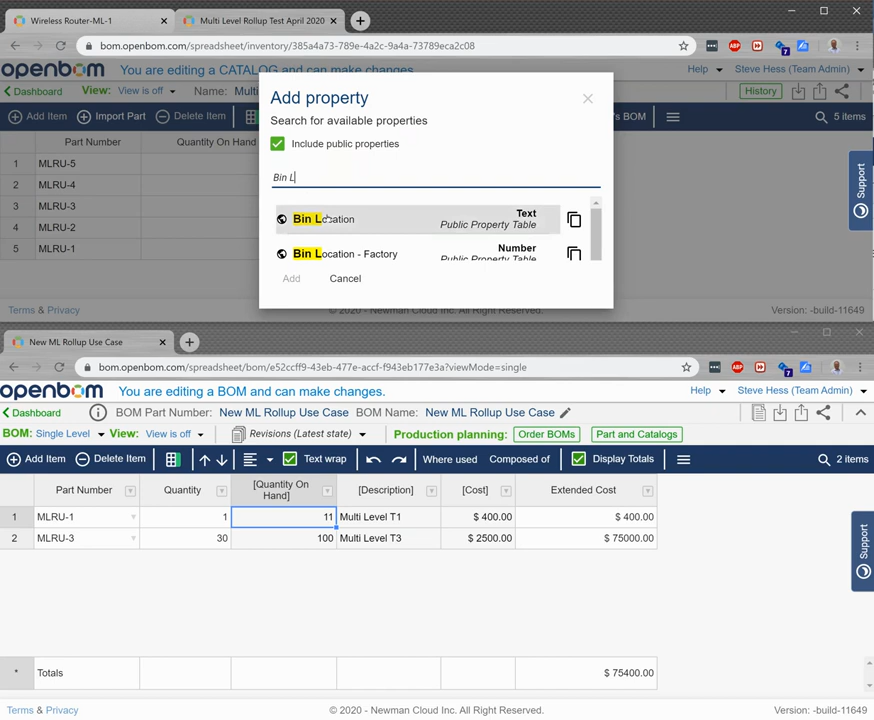 Wireless Router-ML-1
Multi Level Rollup Test April 2020
bom.openbom.com/spreadsheet/inventory/385a4a73-789e-4a2c-9a4a-73789eca2c08
ABP
7
openbom
You are editing a CATALOG and can make changes.
Help
Steve Hess (Team Admin)
Dashboard
View:
View is off
Name:
Multi
History
Add Item
Import Part
Delete Item
's BOM
5 items
Part Number
Quantity On Hand
1 MLRU-5
2 MLRU-4
3 MLRU-3
4 MLRU-2
5 MLRU-1
Support
Add property
Search for available properties
Include public properties
Bin L
Bin Location
Text
Public Property Table
Bin Location - Factory
Number
Public Property Table
Add
Cancel
Terms & Privacy
© 2020 - Newman Cloud Inc. All Right Reserved.
Version: -build-11649
New ML Rollup Use Case
bom.openbom.com/spreadsheet/bom/e52ccff9-43eb-477e-accf-f943eb177e3a?viewMode=single
ABP
7
openbom
You are editing a BOM and can make changes.
Help
Steve Hess (Team Admin)
Dashboard
BOM Part Number: New ML Rollup Use Case
BOM Name: New ML Rollup Use Case
BOM: Single Level
View: View is off
Revisions (Latest state)
Production planning:
Order BOMs
Part and Catalogs
Add Item
Delete Item
Text wrap
Where used
Composed of
Display Totals
2 items
Part Number
Quantity
[Quantity On
Hand]
[Description]
[Cost]
Extended Cost
1 MLRU-1 1 11 Multi Level T1 $ 400.00 $ 400.00
2 MLRU-3 30 100 Multi Level T3 $ 2500.00 $ 75000.00
Support
* Totals $ 75400.00
Terms & Privacy
© 2020 - Newman Cloud Inc. All Right Reserved.
Version: -build-11649